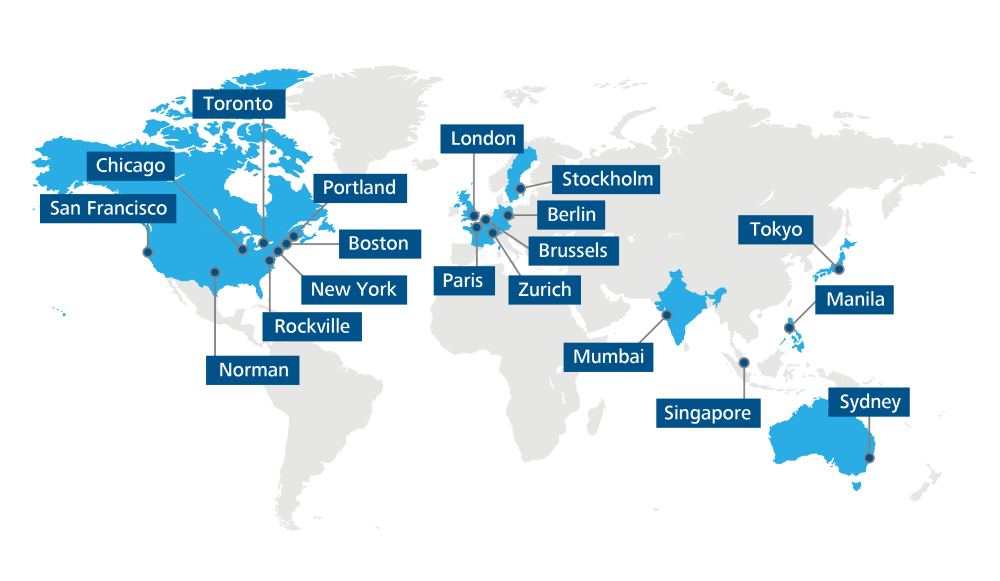 Toronto
London
Chicago
Stockholm
Portland
San Francisco
Berlin
Tokyo
Boston
Brussels
Paris
New York
Zurich
Manila
Rockville
Mumbai
Norman
Sydney
Singapore